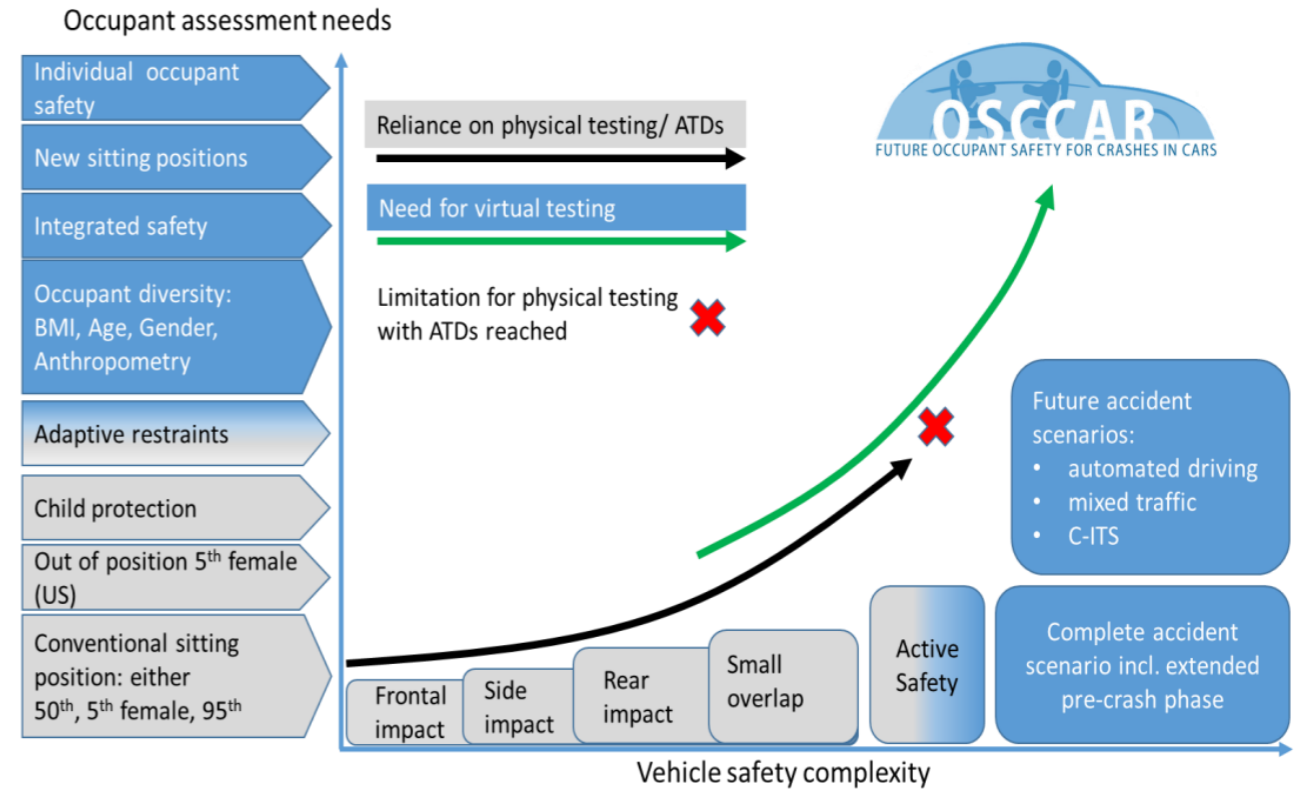 Occupant assessment needs
Individual occupant
safety
New sitting positions
Integrated safety
Occupant diversity:
BMI, Age, Gender,
Anthropometry
Adaptive restraints
Child protection
Out of position 5th female
(US)
Conventional sitting
position: either
50th, 5th female, 95th
Reliance on physical testing/ ATDs
Need for virtual testing
Limitation for physical testing
with ATDs reached
OSCCAR
FUTURE OCCUPANT SAFETY FOR CRASHES IN CARS
Future accident
scenarios:
• automated driving
• mixed traffic
• C-ITS
Frontal
impact
Side
impact
Rear
impact
Small
overlap
Active
Safety
Complete accident
scenario incl. extended
pre-crash phase
Vehicle safety complexity